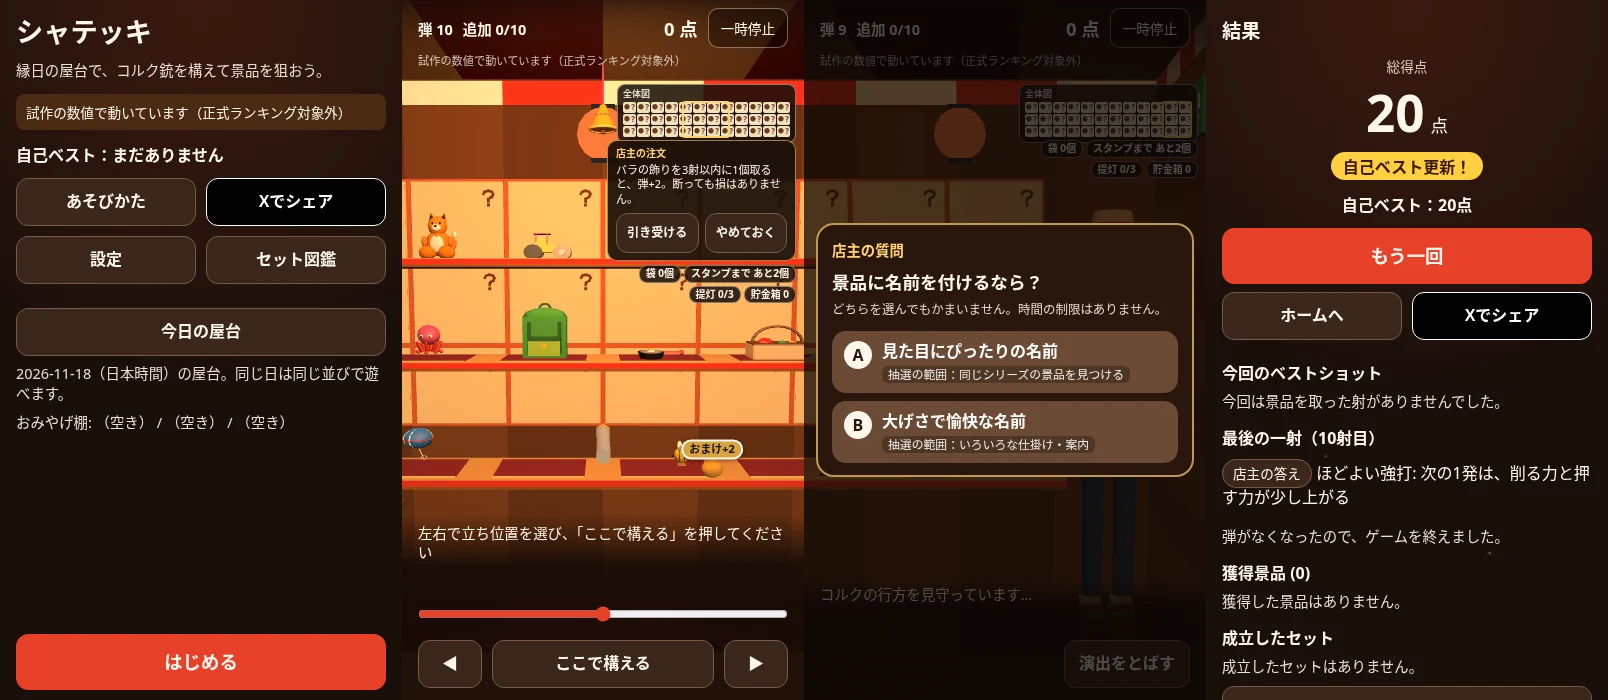 シャテッキ
縁日の屋台で、コルク銃を構えて景品を狙おう。
試作の数値で動いています（正式ランキング対象外）
自己ベスト：まだありません
あそびかた
Xでシェア
設定
セット図鑑
今日の屋台
2026-11-18（日本時間）の屋台。同じ日は同じ並びで遊
べます。
おみやげ棚: （空き） / （空き） / （空き）
はじめる
弾 10 追加 0/10
0 点
一時停止
試作の数値で動いています（正式ランキング対象外）
全体図
店主の注文
バラの飾りを3射以内に1個取る
と、弾+2。断っても損はありませ
ん。
引き受ける
やめておく
?
?
?
?
袋 0個
スタンプまで あと2個
提灯 0/3
貯金箱 0
おまけ+2
左右で立ち位置を選び、「ここで構える」を押してくださ
い
◀
ここで構える
▶
弾 9 追加 0/10
0 点
一時停止
試作の数値で動いています（正式ランキング対象外）
全体図
袋 0個
スタンプまで あと2個
提灯 0/3
貯金箱 0
?
?
?
店主の質問
景品に名前を付けるなら？
どちらを選んでもかまいません。時間の制限はありません。
A
見た目にぴったりの名前
抽選の範囲：同じシリーズの景品を見つける
B
大げさで愉快な名前
抽選の範囲：いろいろな仕掛け・案内
コルクの行方を見守っています…
演出をとばす
結果
総得点
20 点
自己ベスト更新！
自己ベスト：20点
もう一回
ホームへ
Xでシェア
今回のベストショット
今回は景品を取った射がありませんでした。
最後の一射（10射目）
店主の答え ほどよい強打: 次の1発は、削る力と押
す力が少し上がる
弾がなくなったので、ゲームを終えました。
獲得景品 (0)
獲得した景品はありません。
成立したセット
成立したセットはありません。